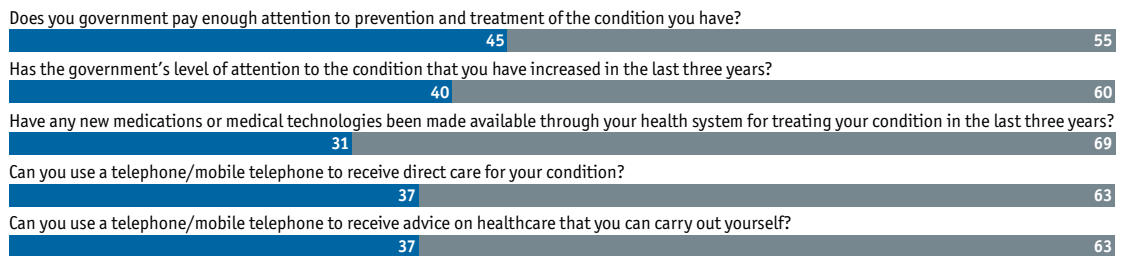 Does you government pay enough attention to prevention and treatment of the condition you have?
45 55
Has the government's level of attention to the condition that you have increased in the last three years?
40 60
Have any new medications or medical technologies been made available through your health system for treating your condition in the last three years?
31 69
Can you use a telephone/mobile telephone to receive direct care for your condition?
37 63
Can you use a telephone/mobile telephone to receive advice on healthcare that you can carry out yourself?
37 63